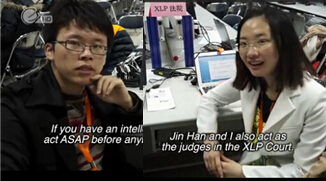 XLP 法院
If you have an intell
act ASAP before any
Jin Han and I also act as
the judges in the XLP Court.